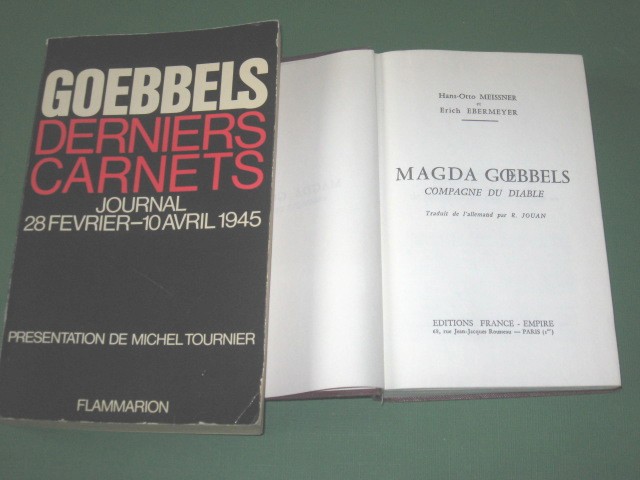 GOEBBELS
DERNIERS
CARNETS
JOURNAL
28 FEVRIER–10 AVRIL 1945
PRESENTATION DE MICHEL TOURNIER
FLAMMARION
Hans-Otto MEISSNER
et
Erich EBERMEYER
MAGDA GŒBBELS
COMPAGNE DU DIABLE
Traduit de l'allemand par R. JOUAN
EDITIONS FRANCE - EMPIRE
68, rue Jean-Jacques Rousseau — PARIS (1er)